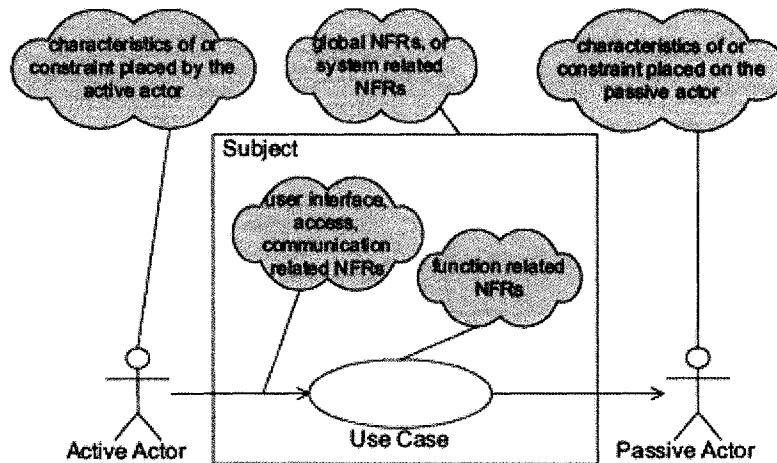 characteristics of or
constraint placed by the
active actor
global NFRs, or
system related
NFRs
characteristics of or
constraint placed on the
passive actor
Subject
user interface,
access,
communication
related NFRs
function related
NFRs
Active Actor
Use Case
Passive Actor